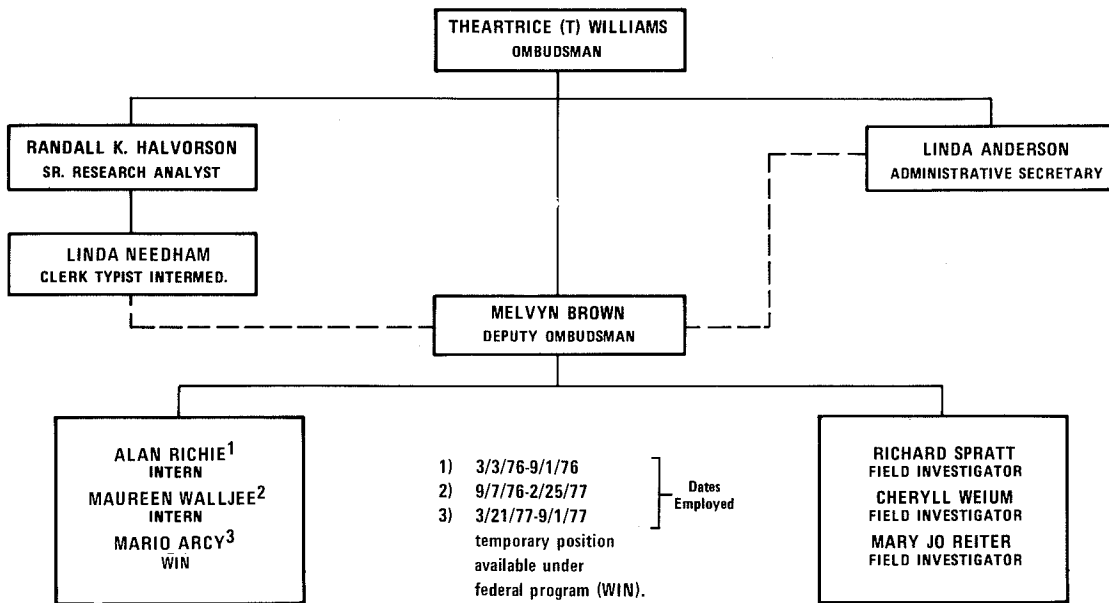 THEARTRICE (T) WILLIAMS
OMBUDSMAN
RANDALL K. HALVORSON
SR. RESEARCH ANALYST
LINDA ANDERSON
ADMINISTRATIVE SECRETARY
LINDA NEEDHAM
CLERK TYPIST INTERMED.
MELVYN BROWN
DEPUTY OMBUDSMAN
ALAN RICHIE1
INTERN
MAUREEN WALLJEE2
INTERN
MARIO ARCY3
WIN
1) 3/3/76-9/1/76
2) 9/7/76-2/25/77
3) 3/21/77-9/1/77
temporary position
available under
federal program (WIN).
Dates
Employed
RICHARD SPRATT
FIELD INVESTIGATOR
CHERYLL WEIUM
FIELD INVESTIGATOR
MARY JO REITER
FIELD INVESTIGATOR